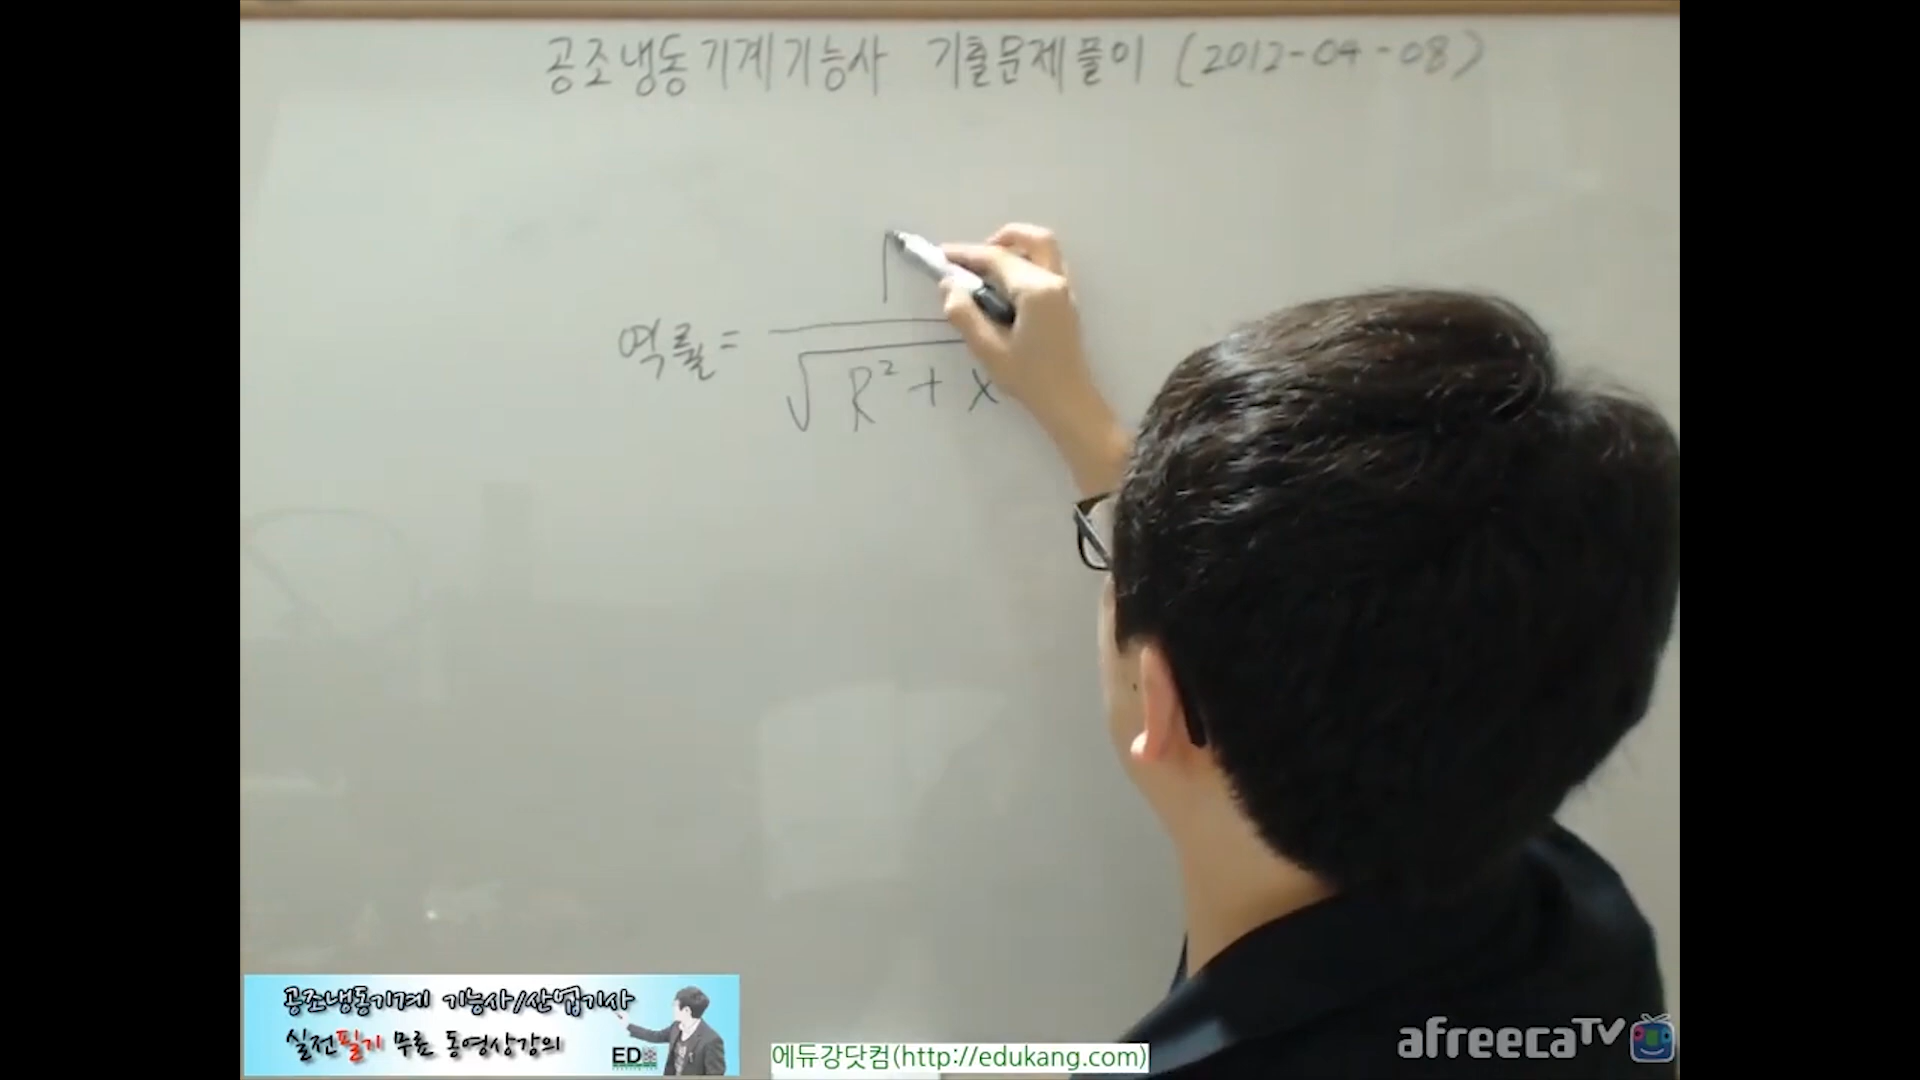 공조냉동기계기능사 기출문제풀이 (2012-04-08)
역률 =
√R²+X
공조냉동기계 기능사/산업기사
실전필기 무료 동영상강의
에듀강닷컴(http://edukang.com)
afreecaTV